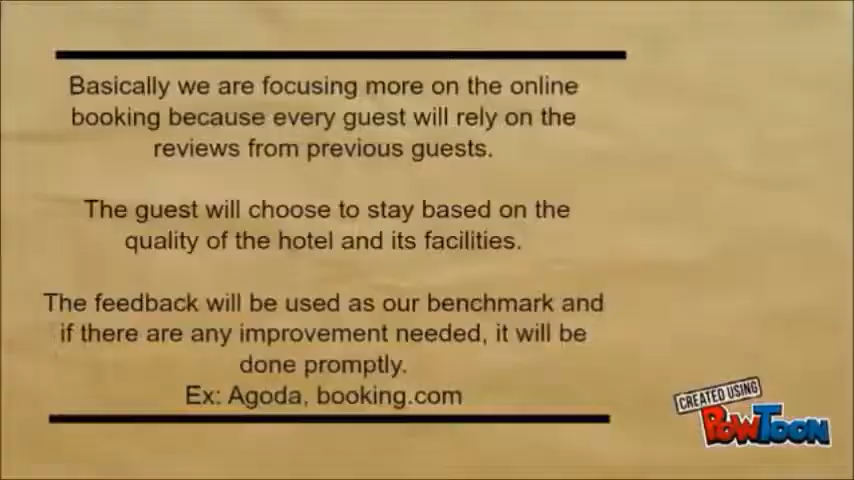 Basically we are focusing more on the online
booking because every guest will rely on the
reviews from previous guests.
The guest will choose to stay based on the
quality of the hotel and its facilities.
The feedback will be used as our benchmark and
if there are any improvement needed, it will be
done promptly.
Ex: Agoda, booking.com
CREATED USING
POWTOON